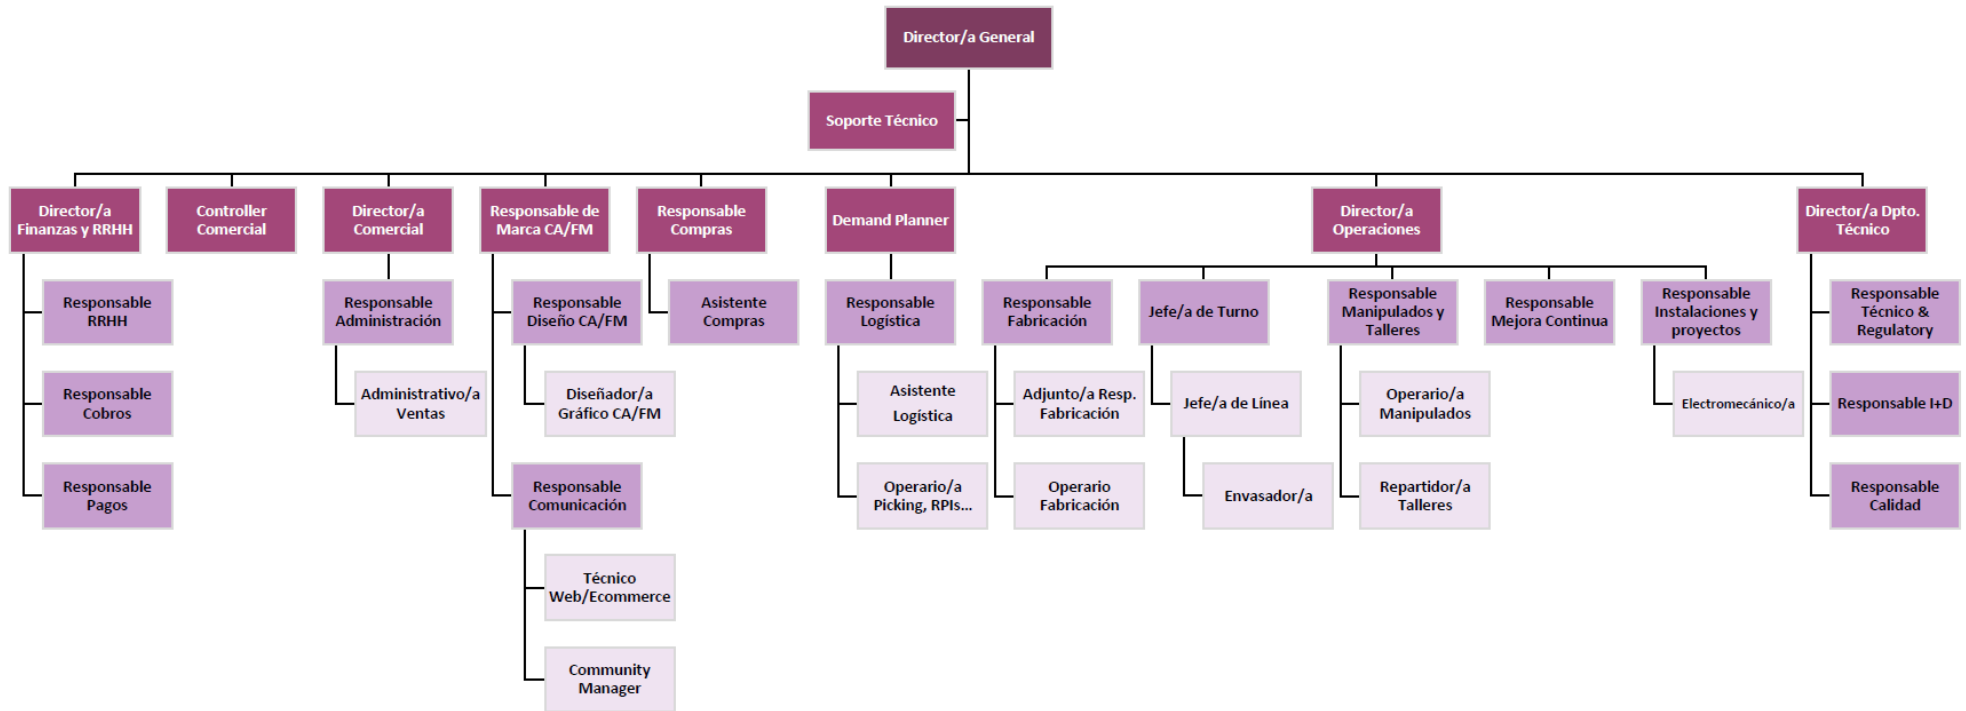 Director/a General
Soporte Técnico
Director/a
Finanzas y RRHH
Controller
Comercial
Director/a
Comercial
Responsable de
Marca CA/FM
Responsable
Compras
Demand Planner
Director/a
Operaciones
Director/a Dpto.
Técnico
Responsable
RRHH
Responsable
Administración
Responsable
Diseño CA/FM
Asistente
Compras
Responsable
Logística
Responsable
Fabricación
Jefe/a de Turno
Responsable
Manipulados y
Talleres
Responsable
Mejora Continua
Responsable
Instalaciones y
proyectos
Responsable
Técnico &
Regulatory
Responsable
Cobros
Administrativo/a
Ventas
Diseñador/a
Gráfico CA/FM
Asistente
Logística
Adjunto/a Resp.
Fabricación
Jefe/a de Línea
Operario/a
Manipulados
Electromecánico/a
Responsable I+D
Responsable
Pagos
Responsable
Comunicación
Operario/a
Picking, RPIs...
Operario
Fabricación
Envasador/a
Repartidor/a
Talleres
Responsable
Calidad
Técnico
Web/Ecommerce
Community
Manager